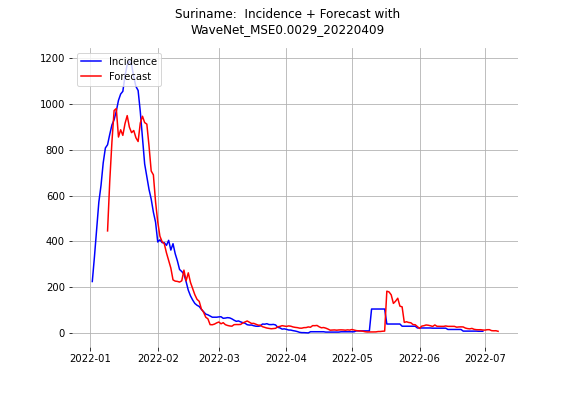 Suriname:  Incidence + Forecast with
WaveNet_MSE0.0029_20220409
Incidence
Forecast
1200
1000
800
600
400
200
0
2022-01 2022-02 2022-03 2022-04 2022-05 2022-06 2022-07